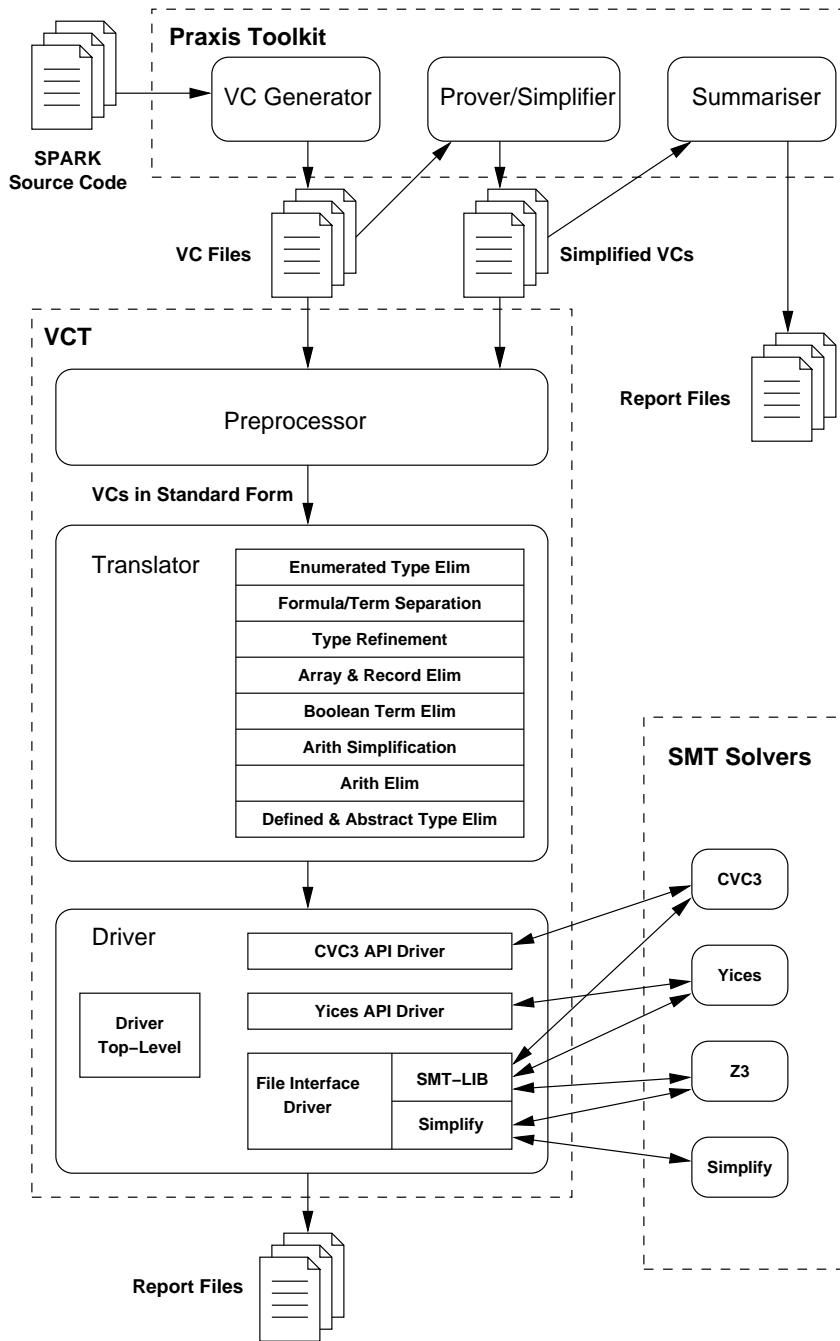 Praxis Toolkit
VC Generator
Prover/Simplifier
Summariser
SPARK
Source Code
VC Files
Simplified VCs
VCT
Preprocessor
Report Files
VCs in Standard Form
Translator
Enumerated Type Elim
Formula/Term Separation
Type Refinement
Array & Record Elim
Boolean Term Elim
Arith Simplification
Arith Elim
Defined & Abstract Type Elim
SMT Solvers
CVC3
Yices
Z3
Simplify
Driver
CVC3 API Driver
Yices API Driver
Driver
Top–Level
File Interface
Driver
SMT–LIB
Simplify
Report Files